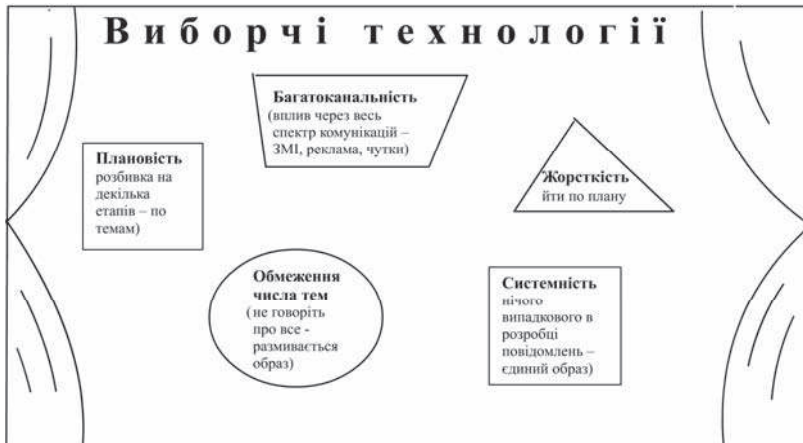 Виборчі технології
Багатоканальність
(вплив через весь
спектр комунікацій –
ЗМІ, реклама, чутки)
Плановість
розбивка на
декілька
етапів – по
темам)
Жорсткість
йти по плану
Обмеження
числа тем
(не говоріть
про все -
размивається
образ)
Системність
нічого
випадкового в
розробці
повідомлень –
єдиний образ)